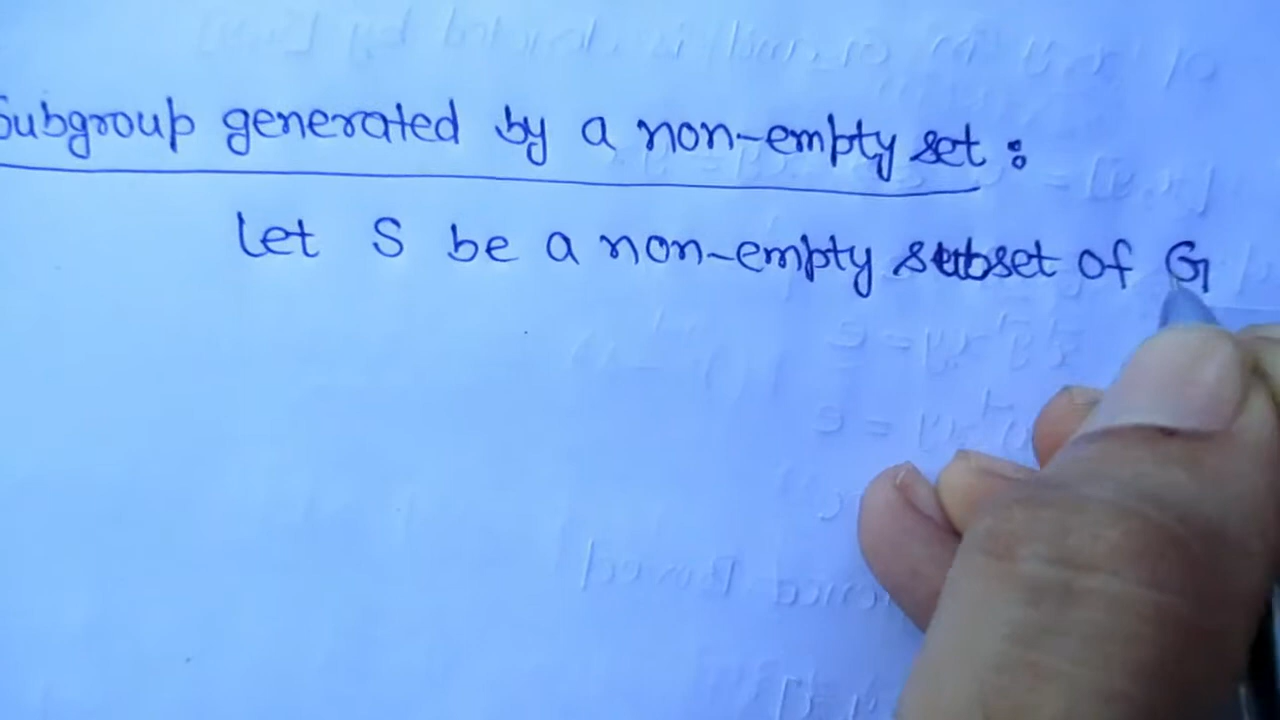 Subgroup generated by a non-empty set :
Let S be a non-empty subset of G